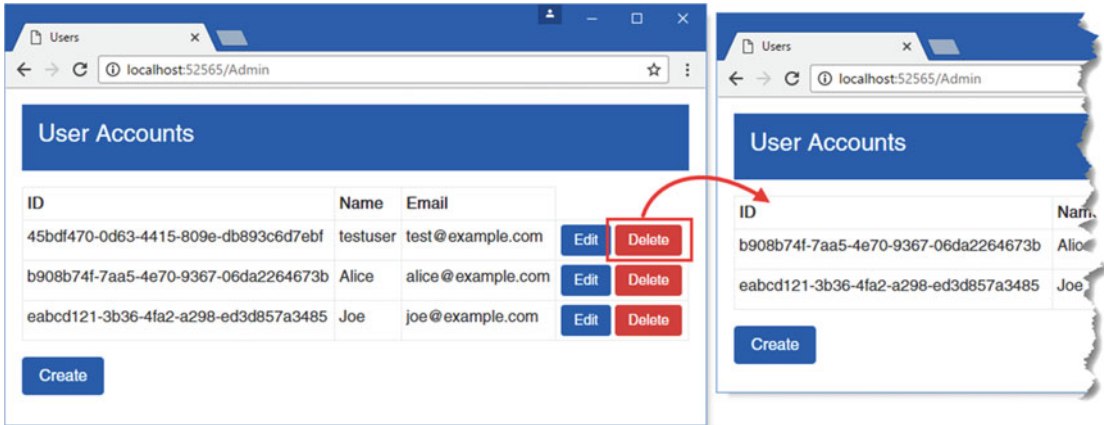 Users
localhost:52565/Admin
User Accounts
ID Name Email
45bdf470-0d63-4415-809e-db893c6d7ebf testuser test@example.com Edit Delete
b908b74f-7aa5-4e70-9367-06da2264673b Alice alice@example.com Edit Delete
eabcd121-3b36-4fa2-a298-ed3d857a3485 Joe joe@example.com Edit Delete
Create
Users
localhost:52565/Admin
User Accounts
ID
b908b74f-7aa5-4e70-9367-06da2264673b
eabcd121-3b36-4fa2-a298-ed3d857a3485 Joe
Create